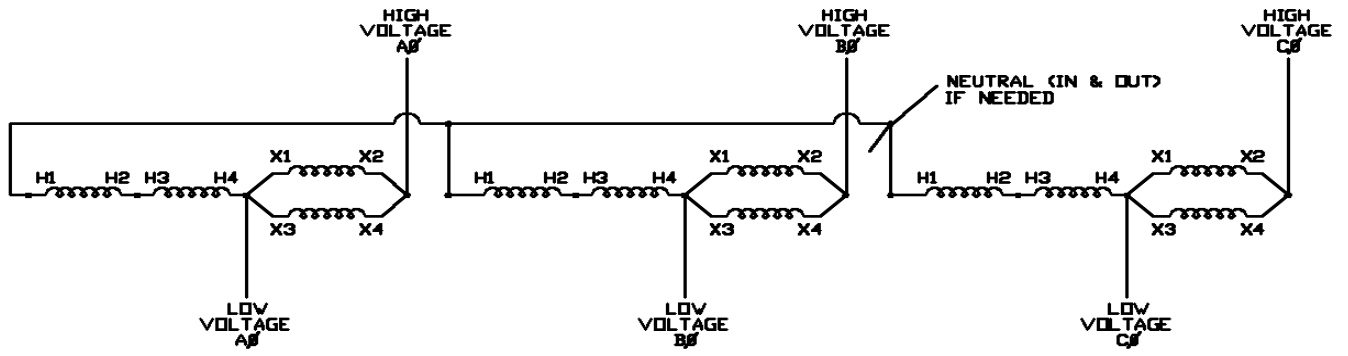 HIGH
VOLTAGE
AØ
HIGH
VOLTAGE
BØ
HIGH
VOLTAGE
CØ
NEUTRAL (IN & OUT)
IF NEEDED
X1 X2
H1 H2 H3 H4
X3 X4
X1 X2
H1 H2 H3 H4
X3 X4
X1 X2
H1 H2 H3 H4
X3 X4
LOW
VOLTAGE
AØ
LOW
VOLTAGE
BØ
LOW
VOLTAGE
CØ